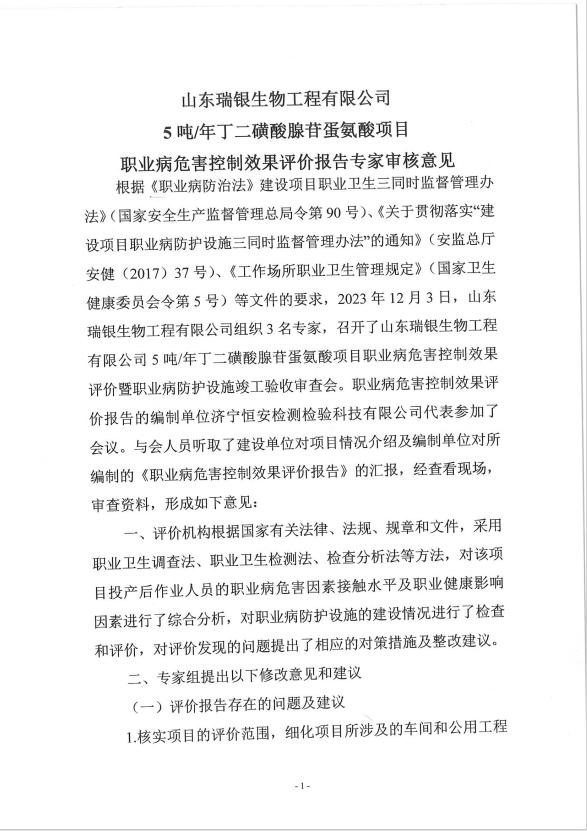 山东瑞银生物工程有限公司
5 吨/年丁二磺酸腺苷蛋氨酸项目
职业病危害控制效果评价报告专家审核意见
根据《职业病防治法》建设项目职业卫生三同时监督管理办
法》（国家安全生产监督管理总局令第 90 号）、《关于贯彻落实“建
设项目职业病防护设施三同时监督管理办法”的通知》（安监总厅
安健（2017）37 号）、《工作场所职业卫生管理规定》（国家卫生
健康委员会令第 5 号）等文件的要求，2023 年 12 月 3 日，山东
瑞银生物工程有限公司组织 3 名专家，召开了山东瑞银生物工程
有限公司 5 吨/年丁二磺酸腺苷蛋氨酸项目职业病危害控制效果
评价暨职业病防护设施竣工验收审查会。职业病危害控制效果评
价报告的编制单位济宁恒安检测检验科技有限公司代表参加了
会议。与会人员听取了建设单位对项目情况介绍及编制单位对所
编制的《职业病危害控制效果评价报告》的汇报，经查看现场，
审查资料，形成如下意见：
一、评价机构根据国家有关法律、法规、规章和文件，采用
职业卫生调查法、职业卫生检测法、检查分析法等方法，对该项
目投产后作业人员的职业病危害因素接触水平及职业健康影响
因素进行了综合分析，对职业病防护设施的建设情况进行了检查
和评价，对评价发现的问题提出了相应的对策措施及整改建议。
二、专家组提出以下修改意见和建议
（一）评价报告存在的问题及建议
1.核实项目的评价范围，细化项目所涉及的车间和公用工程
- 1 -